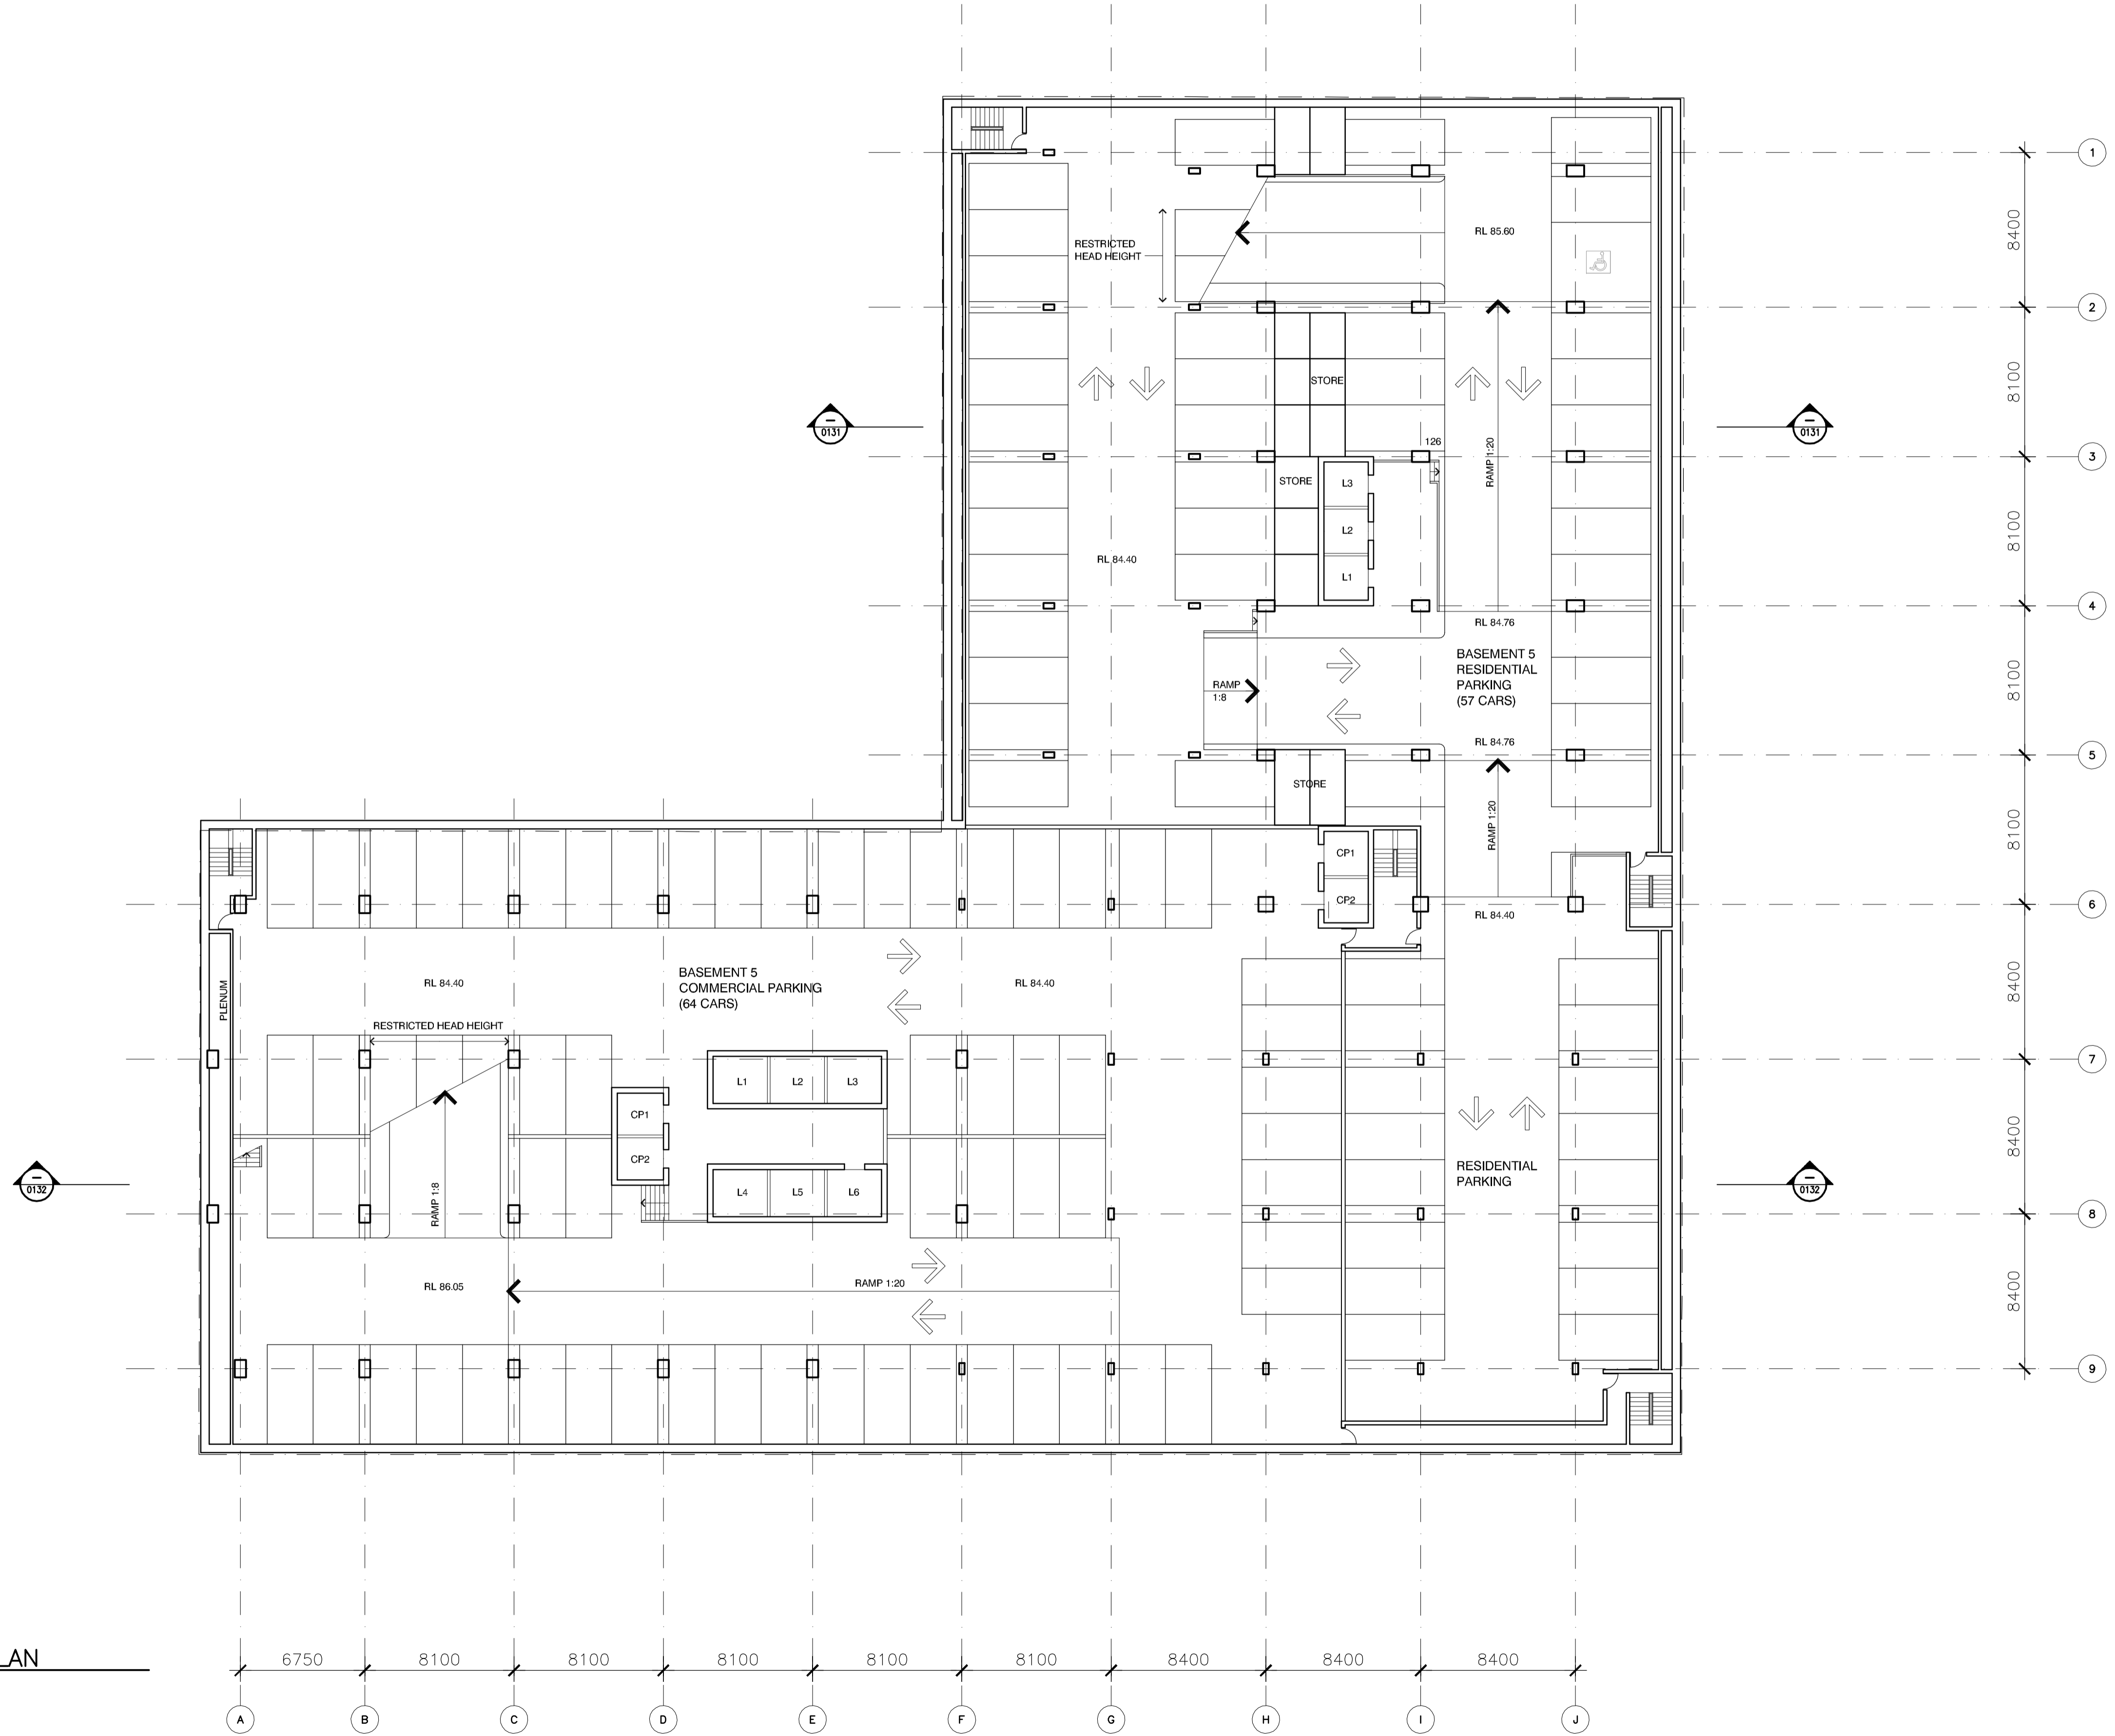 1
8400
RL 85.60
RESTRICTED
HEAD HEIGHT
2
8100
STORE
0131
0131
126
RAMP 1:20
3
STORE
L3
L2
8100
RL 84.40
L1
4
RL 84.76
BASEMENT 5
RESIDENTIAL
PARKING
(57 CARS)
8100
RAMP
1:8
RL 84.76
5
STORE
RAMP 1:20
8100
CP1
CP2
6
RL 84.40
BASEMENT 5
COMMERCIAL PARKING
(64 CARS)
RL 84.40
RL 84.40
PLENUM
8400
RESTRICTED HEAD HEIGHT
7
L1
L2
L3
CP1
8400
CP2
RESIDENTIAL
PARKING
0132
0132
L4
L5
L6
RAMP 1:8
8
RL 86.05
RAMP 1:20
8400
9
LAN
6750
8100
8100
8100
8100
8100
8400
8400
8400
A
B
C
D
E
F
G
H
I
J